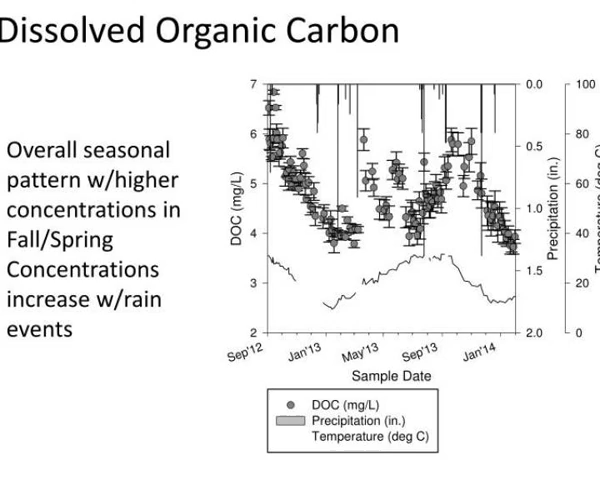 Dissolved Organic Carbon
Overall seasonal
pattern w/higher
concentrations in
Fall/Spring
Concentrations
increase w/rain
events
DOC (mg/L)
7
6
5
4
3
2
0.0
0.5
1.0
1.5
2.0
Precipitation (in.)
100
80
60
40
20
0
Temperature (deg C)
Sep'12
Jan'13
May'13
Sep'13
Jan'14
Sample Date
DOC (mg/L)
Precipitation (in.)
Temperature (deg C)